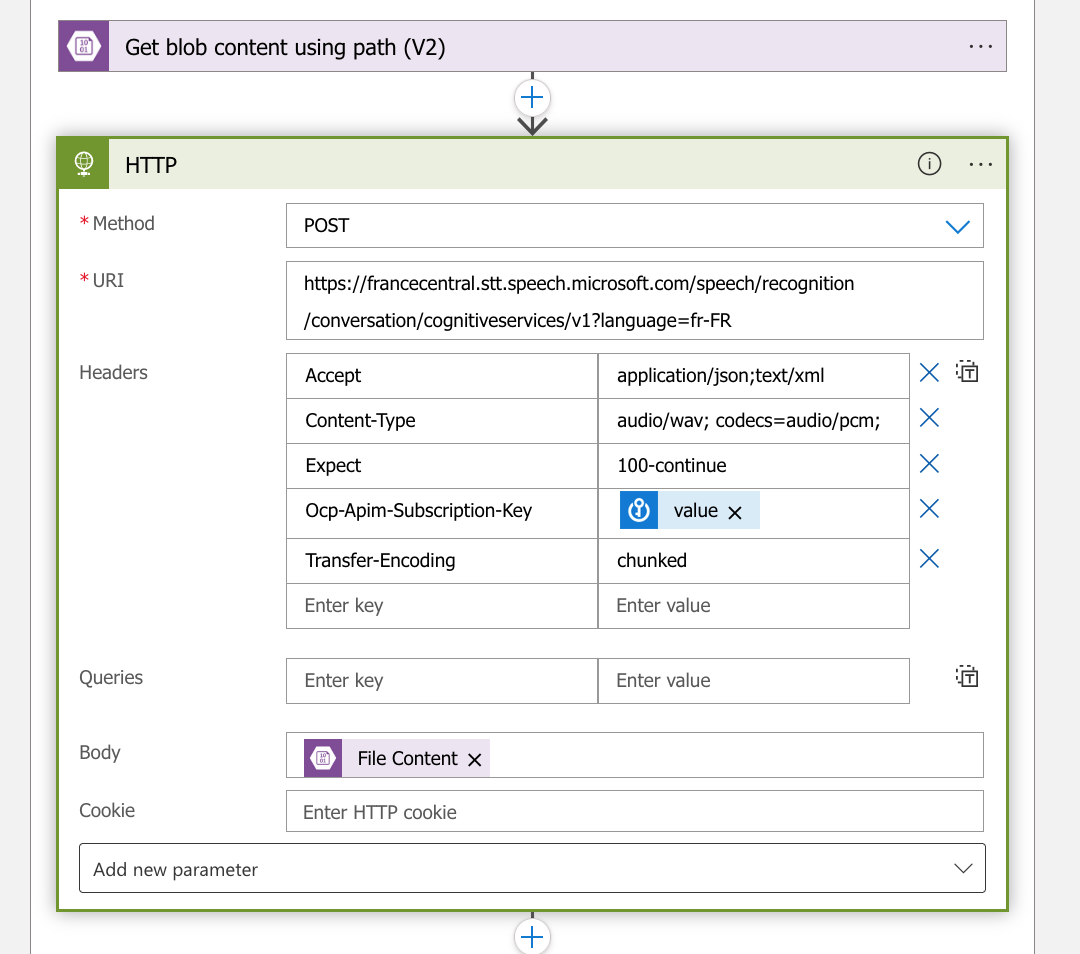 Get blob content using path (V2)
HTTP
* Method
POST
* URI
https://francecentral.stt.speech.microsoft.com/speech/recognition
/conversation/cognitiveservices/v1?language=fr-FR
Headers
Accept application/json;text/xml
Content-Type audio/wav; codecs=audio/pcm;
Expect 100-continue
Ocp-Apim-Subscription-Key value
Transfer-Encoding chunked
Enter key Enter value
Queries
Enter key Enter value
Body
File Content
Cookie
Enter HTTP cookie
Add new parameter